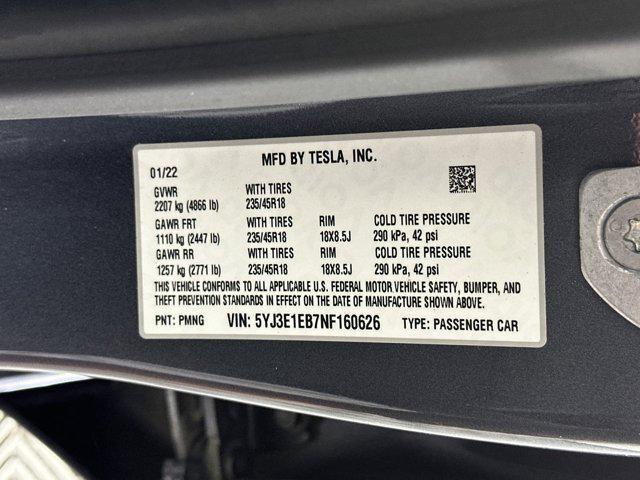 MFD BY TESLA, INC.
01/22
GVWR WITH TIRES
2207 kg (4866 lb) 235/45R18
GAWR FRT WITH TIRES RIM COLD TIRE PRESSURE
1110 kg (2447 lb) 235/45R18 18X8.5J 290 kPa, 42 psi
GAWR RR WITH TIRES RIM COLD TIRE PRESSURE
1257 kg (2771 lb) 235/45R18 18X8.5J 290 kPa, 42 psi
THIS VEHICLE CONFORMS TO ALL APPLICABLE U.S. FEDERAL MOTOR VEHICLE SAFETY, BUMPER, AND
THEFT PREVENTION STANDARDS IN EFFECT ON THE DATE OF MANUFACTURE SHOWN ABOVE.
PNT: PMNG VIN: 5YJ3E1EB7NF160626 TYPE: PASSENGER CAR